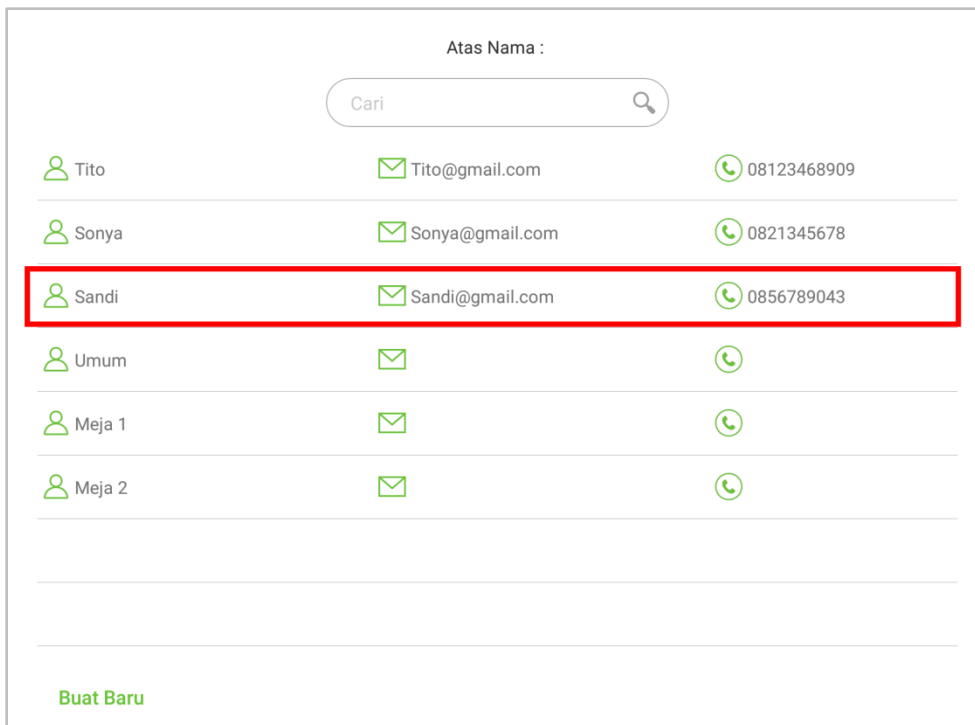 Atas Nama :
Cari
Tito Tito@gmail.com 08123468909
Sonya Sonya@gmail.com 0821345678
Sandi Sandi@gmail.com 0856789043
Umum
Meja 1
Meja 2
Buat Baru